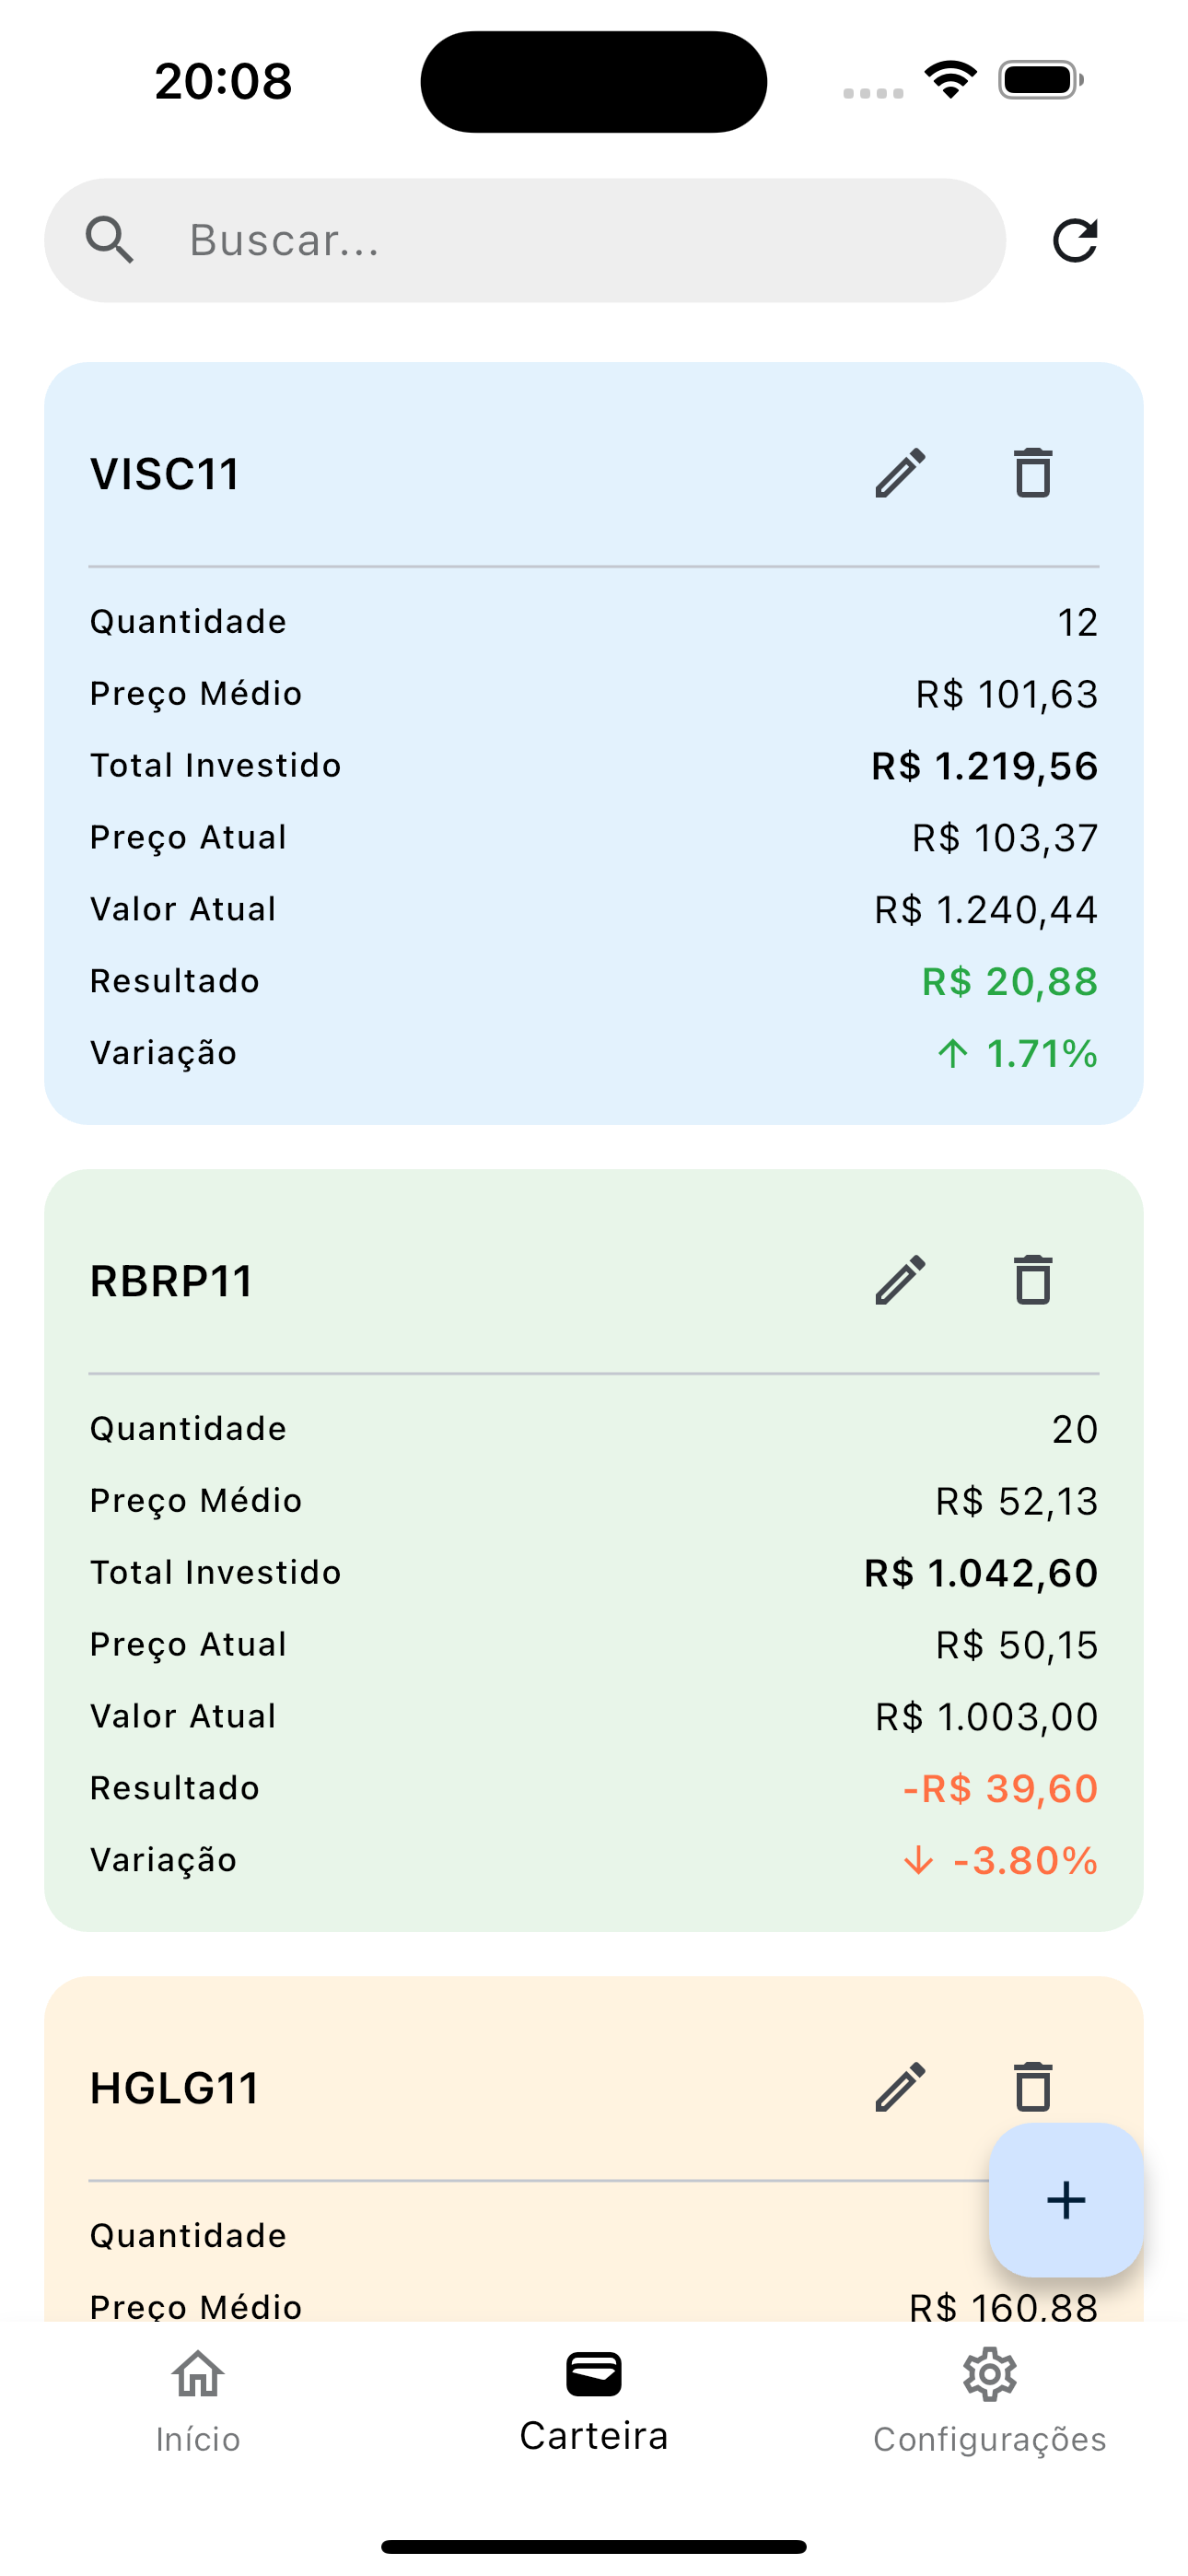 20:08
Buscar...
VISC11
Quantidade 12
Preço Médio R$ 101,63
Total Investido R$ 1.219,56
Preço Atual R$ 103,37
Valor Atual R$ 1.240,44
Resultado R$ 20,88
Variação ↑ 1.71%
RBRP11
Quantidade 20
Preço Médio R$ 52,13
Total Investido R$ 1.042,60
Preço Atual R$ 50,15
Valor Atual R$ 1.003,00
Resultado -R$ 39,60
Variação ↓ -3.80%
HGLG11
Quantidade
Preço Médio R$ 160,88
Início Carteira Configurações